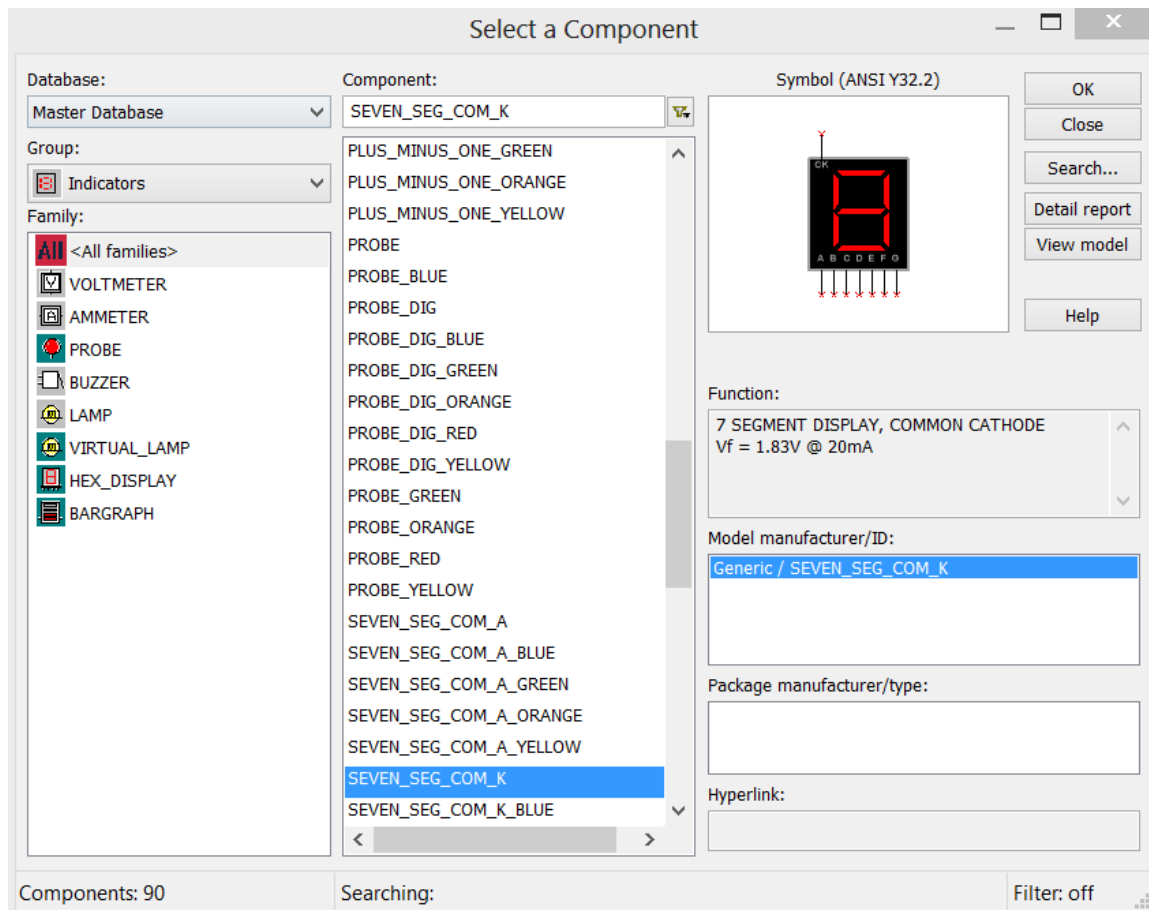 Select a Component
Database:
Master Database
Group:
Indicators
Family:
All <All families>
VOLTMETER
A AMMETER
PROBE
BUZZER
LAMP
VIRTUAL_LAMP
HEX_DISPLAY
BARGRAPH
Component:
SEVEN_SEG_COM_K
PLUS_MINUS_ONE_GREEN
PLUS_MINUS_ONE_ORANGE
PLUS_MINUS_ONE_YELLOW
PROBE
PROBE_BLUE
PROBE_DIG
PROBE_DIG_BLUE
PROBE_DIG_GREEN
PROBE_DIG_ORANGE
PROBE_DIG_RED
PROBE_DIG_YELLOW
PROBE_GREEN
PROBE_ORANGE
PROBE_RED
PROBE_YELLOW
SEVEN_SEG_COM_A
SEVEN_SEG_COM_A_BLUE
SEVEN_SEG_COM_A_GREEN
SEVEN_SEG_COM_A_ORANGE
SEVEN_SEG_COM_A_YELLOW
SEVEN_SEG_COM_K
SEVEN_SEG_COM_K_BLUE
Symbol (ANSI Y32.2)
CK
8
A B C D E F G
OK
Close
Search...
Detail report
View model
Help
Function:
7 SEGMENT DISPLAY, COMMON CATHODE
Vf = 1.83V @ 20mA
Model manufacturer/ID:
Generic / SEVEN_SEG_COM_K
Package manufacturer/type:
Hyperlink:
Components: 90
Searching:
Filter: off